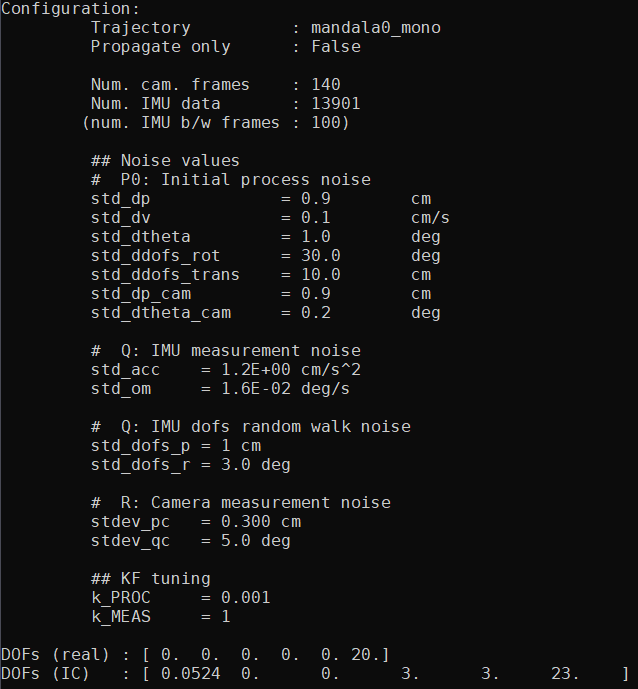 Configuration:
         Trajectory          : mandala0_mono
         Propagate only      : False

         Num. cam. frames    : 140
         Num. IMU data       : 13901
        (num. IMU b/w frames : 100)

         ## Noise values
         #  P0: Initial process noise
         std_dp             = 0.9        cm
         std_dv             = 0.1        cm/s
         std_dtheta         = 1.0        deg
         std_ddofs_rot      = 30.0       deg
         std_ddofs_trans    = 10.0       cm
         std_dp_cam         = 0.9        cm
         std_dtheta_cam     = 0.2        deg

         #  Q: IMU measurement noise
         std_acc    = 1.2E+00 cm/s^2
         std_om     = 1.6E-02 deg/s

         #  Q: IMU dofs random walk noise
         std_dofs_p = 1 cm
         std_dofs_r = 3.0 deg

         #  R: Camera measurement noise
         stdev_pc   = 0.300 cm
         stdev_qc   = 5.0 deg

         ## KF tuning
         k_PROC     = 0.001
         k_MEAS     = 1

DOFs (real) : [ 0.  0.  0.  0.  0. 20.]
DOFs (IC)   : [ 0.0524  0.      0.      3.      3.     23.    ]